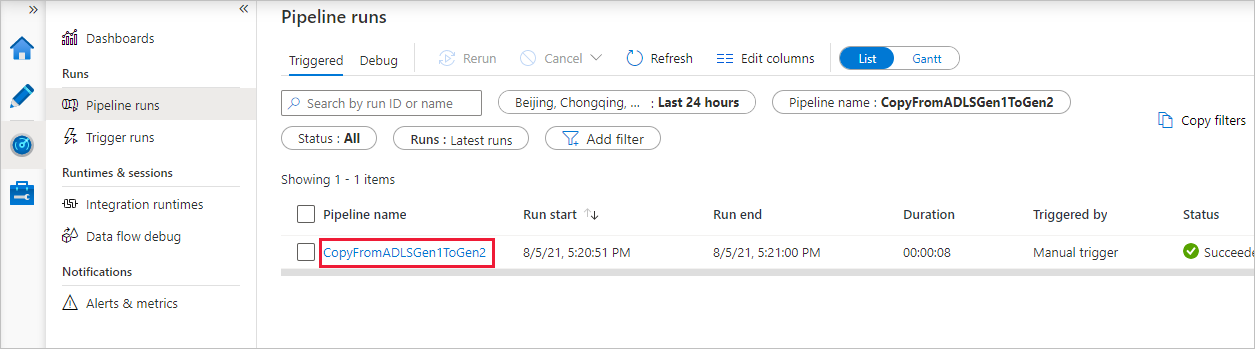 »
«
Dashboards
Runs
Pipeline runs
Trigger runs
Runtimes & sessions
Integration runtimes
Data flow debug
Notifications
Alerts & metrics
Pipeline runs
Triggered Debug Rerun Cancel Refresh Edit columns List Gantt
Search by run ID or name Beijing, Chongqing, ... : Last 24 hours Pipeline name : CopyFromADLSGen1ToGen2
Copy filters
Status : All Runs : Latest runs Add filter
Showing 1 - 1 items
Pipeline name Run start ↑↓ Run end Duration Triggered by Status
CopyFromADLSGen1ToGen2 8/5/21, 5:20:51 PM 8/5/21, 5:21:00 PM 00:00:08 Manual trigger Succeede